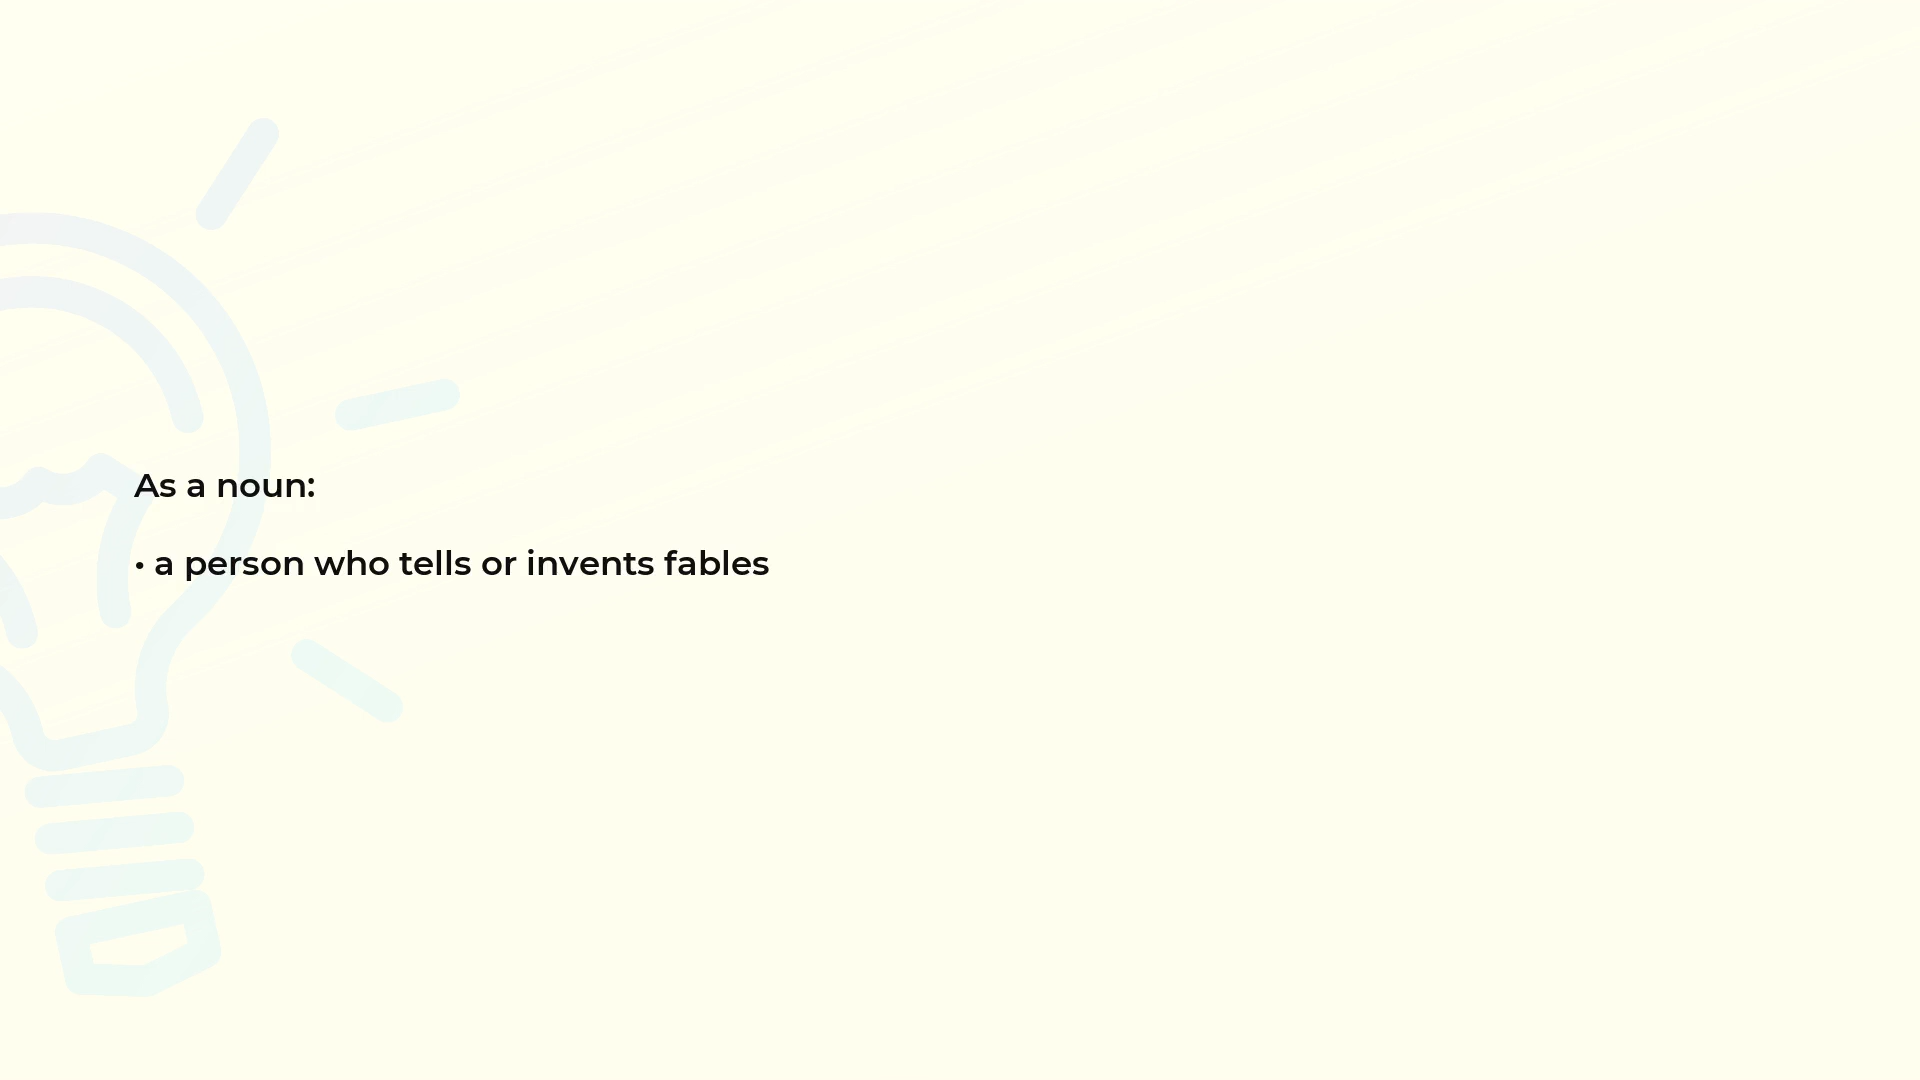 As a noun:
• a person who tells or invents fables